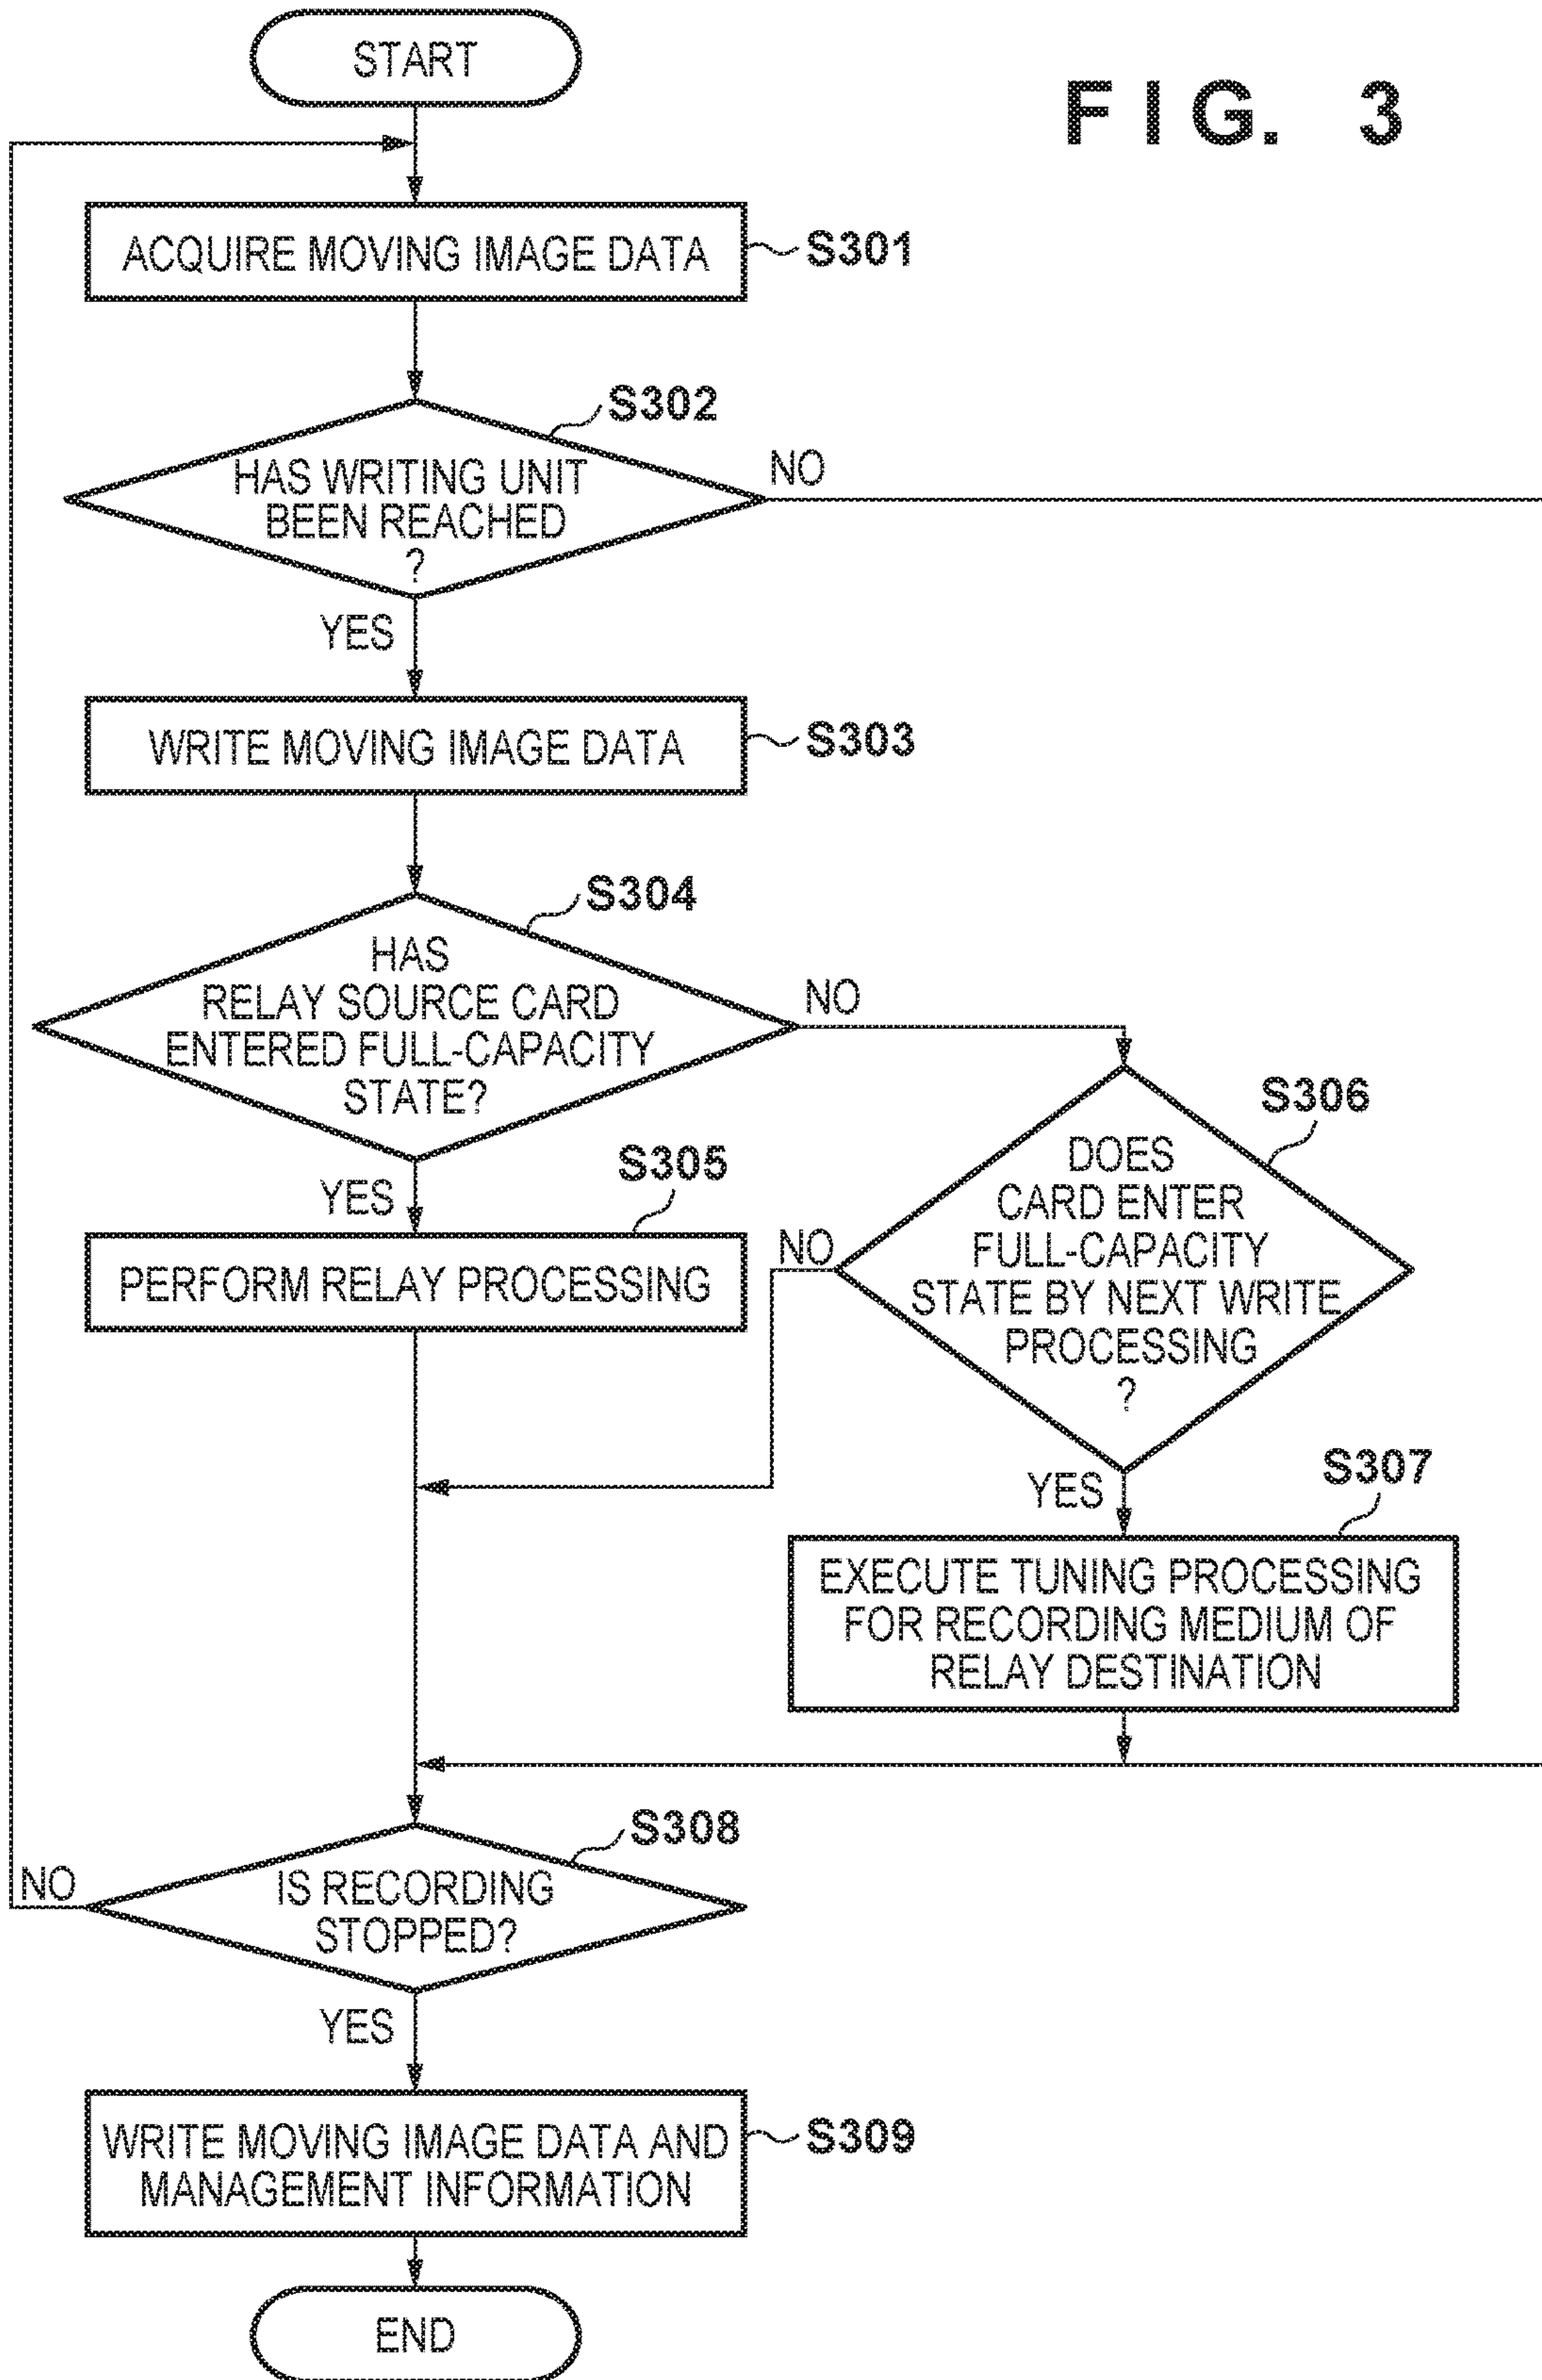 START
FIG. 3
ACQUIRE MOVING IMAGE DATA
S301
S302
HAS WRITING UNIT
BEEN REACHED
?
NO
YES
WRITE MOVING IMAGE DATA
S303
S304
HAS
RELAY SOURCE CARD
ENTERED FULL-CAPACITY
STATE?
NO
YES
S305
PERFORM RELAY PROCESSING
S306
DOES
CARD ENTER
FULL-CAPACITY
STATE BY NEXT WRITE
PROCESSING
?
NO
YES
S307
EXECUTE TUNING PROCESSING
FOR RECORDING MEDIUM OF
RELAY DESTINATION
S308
IS RECORDING
STOPPED?
NO
YES
WRITE MOVING IMAGE DATA AND
MANAGEMENT INFORMATION
S309
END